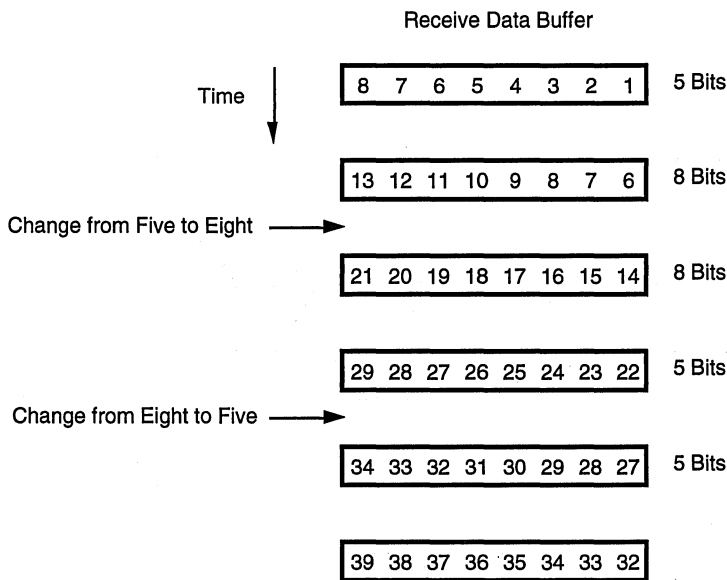 Receive Data Buffer
Time
8 7 6 5 4 3 2 1 5 Bits
13 12 11 10 9 8 7 6 8 Bits
Change from Five to Eight
21 20 19 18 17 16 15 14 8 Bits
29 28 27 26 25 24 23 22 5 Bits
Change from Eight to Five
34 33 32 31 30 29 28 27 5 Bits
39 38 37 36 35 34 33 32